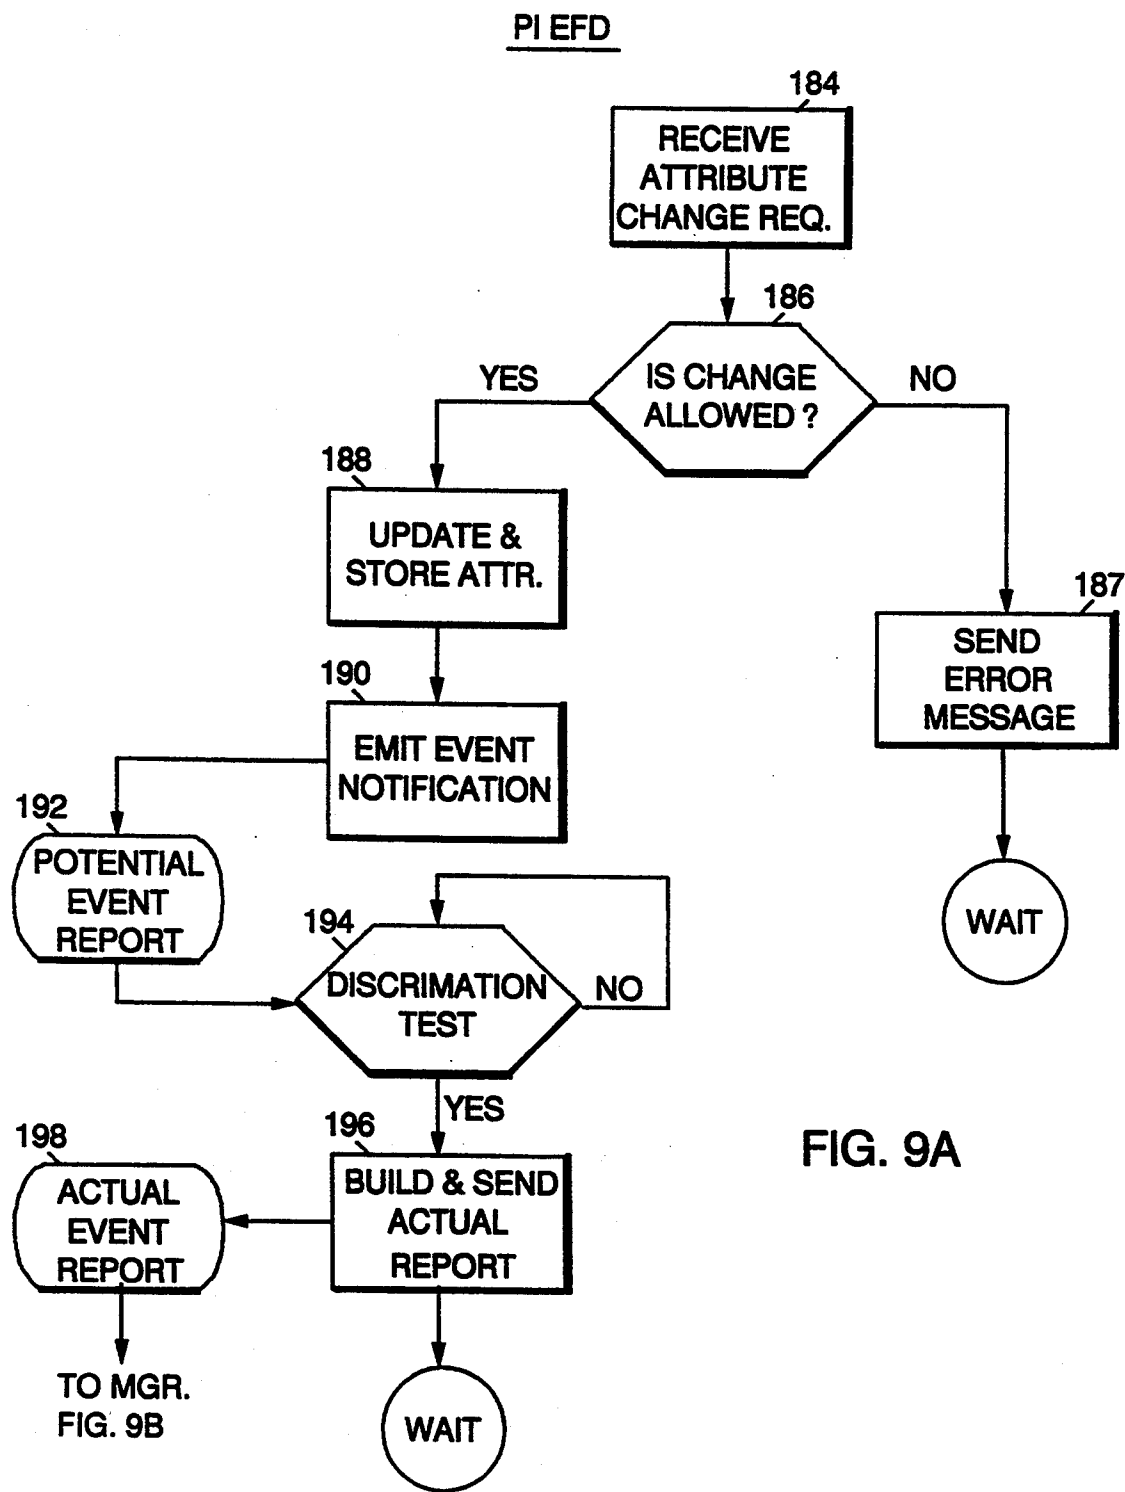 PI EFD
184
RECEIVE
ATTRIBUTE
CHANGE REQ.
186
IS CHANGE
ALLOWED ?
YES
NO
188
UPDATE &
STORE ATTR.
187
SEND
ERROR
MESSAGE
190
EMIT EVENT
NOTIFICATION
192
POTENTIAL
EVENT
REPORT
WAIT
194
DISCRIMATION
TEST
NO
YES
196
BUILD & SEND
ACTUAL
REPORT
198
ACTUAL
EVENT
REPORT
FIG. 9A
TO MGR.
FIG. 9B
WAIT